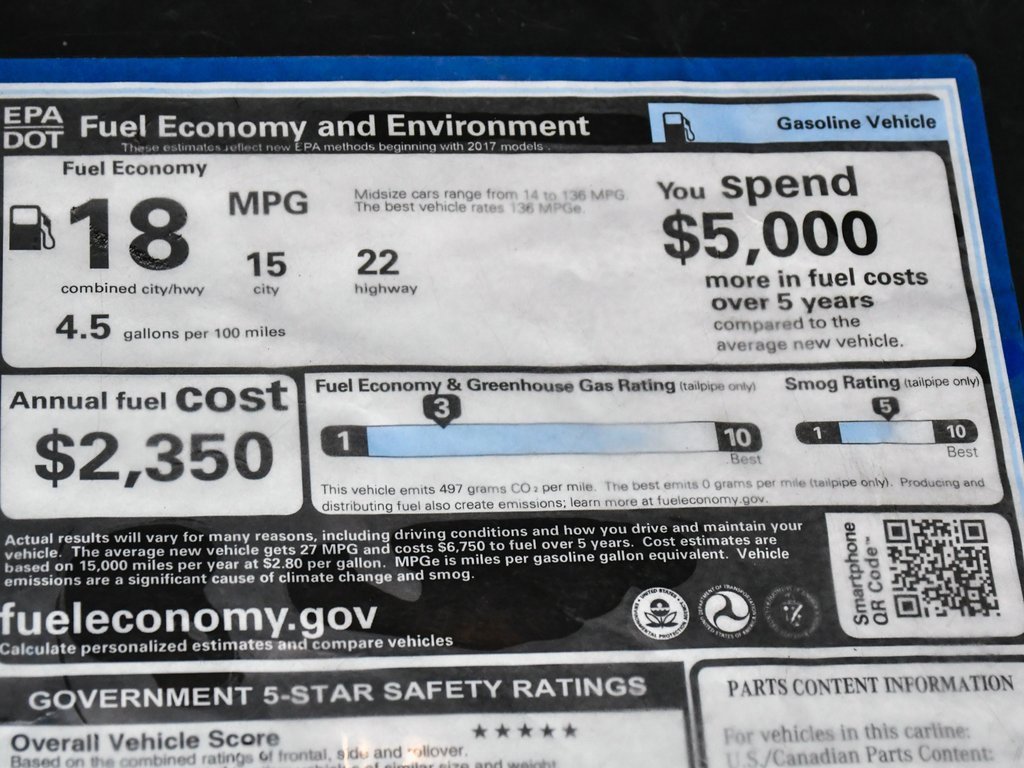 EPA
DOT
Fuel Economy and Environment
These estimates reflect new EPA methods beginning with 2017 models.
Gasoline Vehicle
Fuel Economy
18
MPG
combined city/hwy
15
city
22
highway
4.5 gallons per 100 miles
Midsize cars range from 14 to 136 MPG.
The best vehicle rates 136 MPGe.
You spend
$5,000
more in fuel costs
over 5 years
compared to the
average new vehicle.
Annual fuel cost
$2,350
Fuel Economy & Greenhouse Gas Rating (tailpipe only)
3
1
10
Best
Smog Rating (tailpipe only)
5
1
10
Best
This vehicle emits 497 grams CO₂ per mile. The best emits 0 grams per mile (tailpipe only). Producing and
distributing fuel also create emissions; learn more at fueleconomy.gov.
Actual results will vary for many reasons, including driving conditions and how you drive and maintain your
vehicle. The average new vehicle gets 27 MPG and costs $6,750 to fuel over 5 years. Cost estimates are
based on 15,000 miles per year at $2.80 per gallon. MPGe is miles per gasoline gallon equivalent. Vehicle
emissions are a significant cause of climate change and smog.
fueleconomy.gov
Calculate personalized estimates and compare vehicles
Smartphone
QR Code™
GOVERNMENT 5-STAR SAFETY RATINGS
Overall Vehicle Score
★★★★★
Based on the combined ratings of frontal, side and rollover.
of similar size and weight
PARTS CONTENT INFORMATION
For vehicles in this carline:
U.S./Canadian Parts Content: